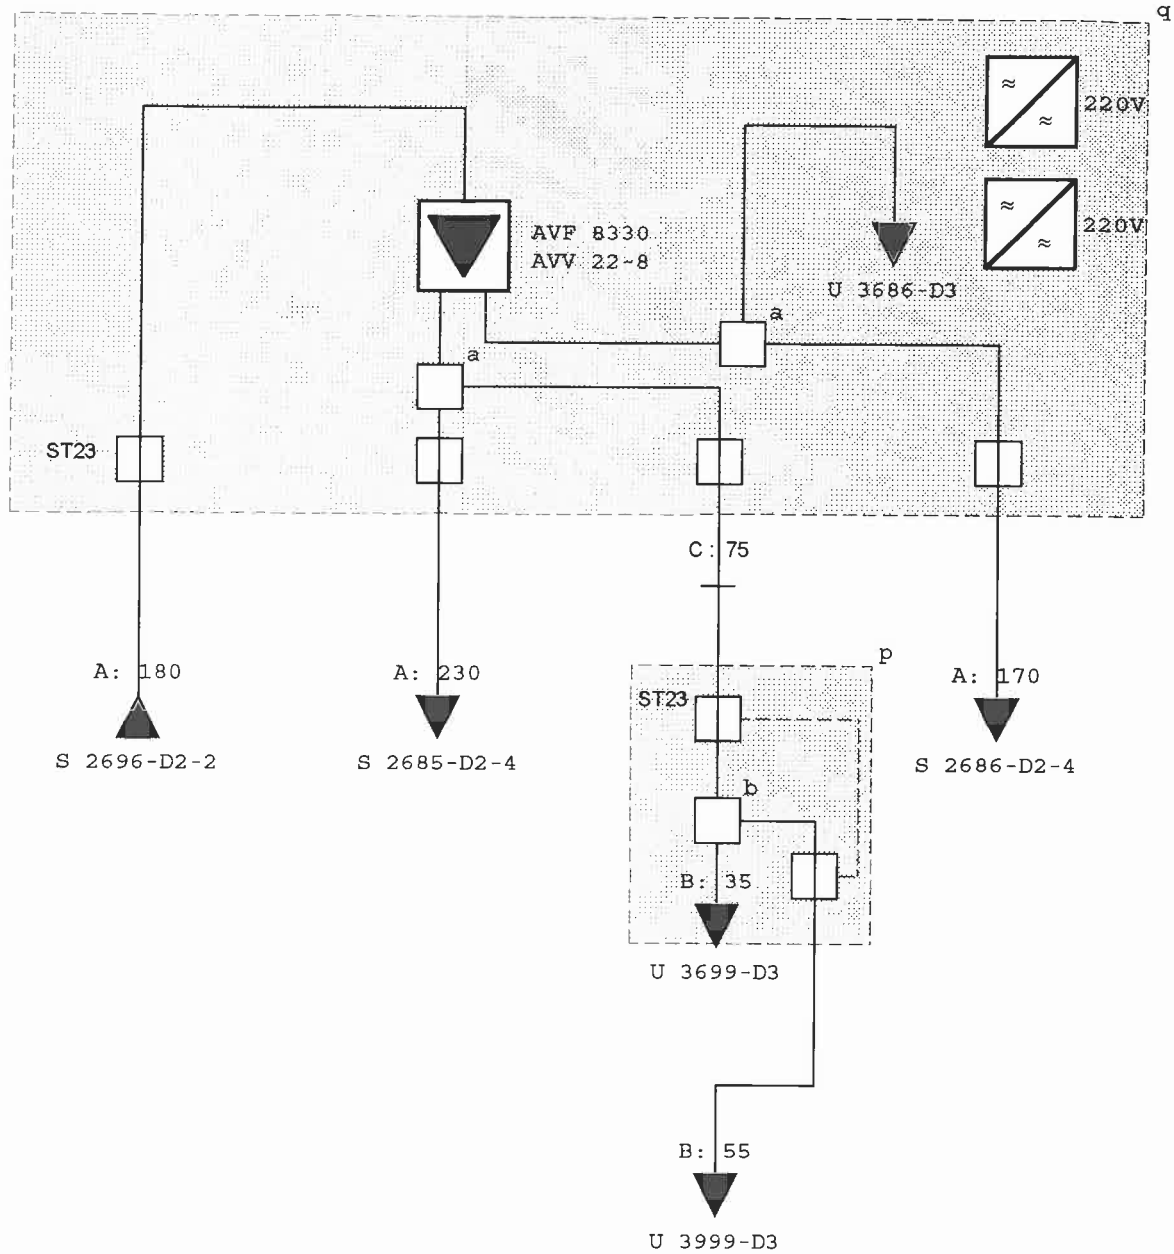 q
≈
≈ 220V
≈
≈ 220V
AVF 8330
AVV 22-8
U 3686-D3
a
a
ST23
C: 75
A: 180
A: 230
A: 170
p
ST23
S 2696-D2-2
S 2685-D2-4
S 2686-D2-4
b
B: 35
U 3699-D3
B: 55
U 3999-D3